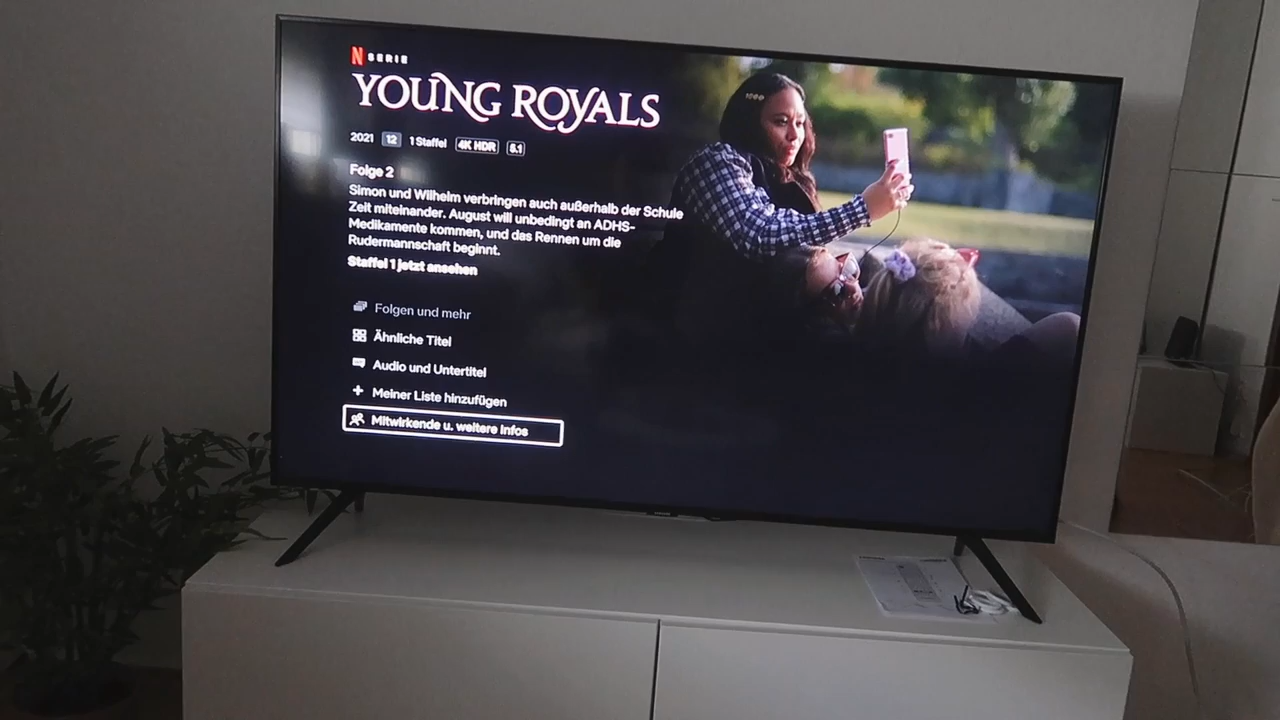 N SERIE
YOUNG ROYALS
2021 12 1 Staffel 4K HDR 5.1
Folge 2
Simon und Wilhelm verbringen auch außerhalb der Schule
Zeit miteinander. August will unbedingt an ADHS-
Medikamente kommen, und das Rennen um die
Rudermannschaft beginnt.
Staffel 1 jetzt ansehen
Folgen und mehr
Ähnliche Titel
Audio und Untertitel
+ Meiner Liste hinzufügen
Mitwirkende u. weitere Infos